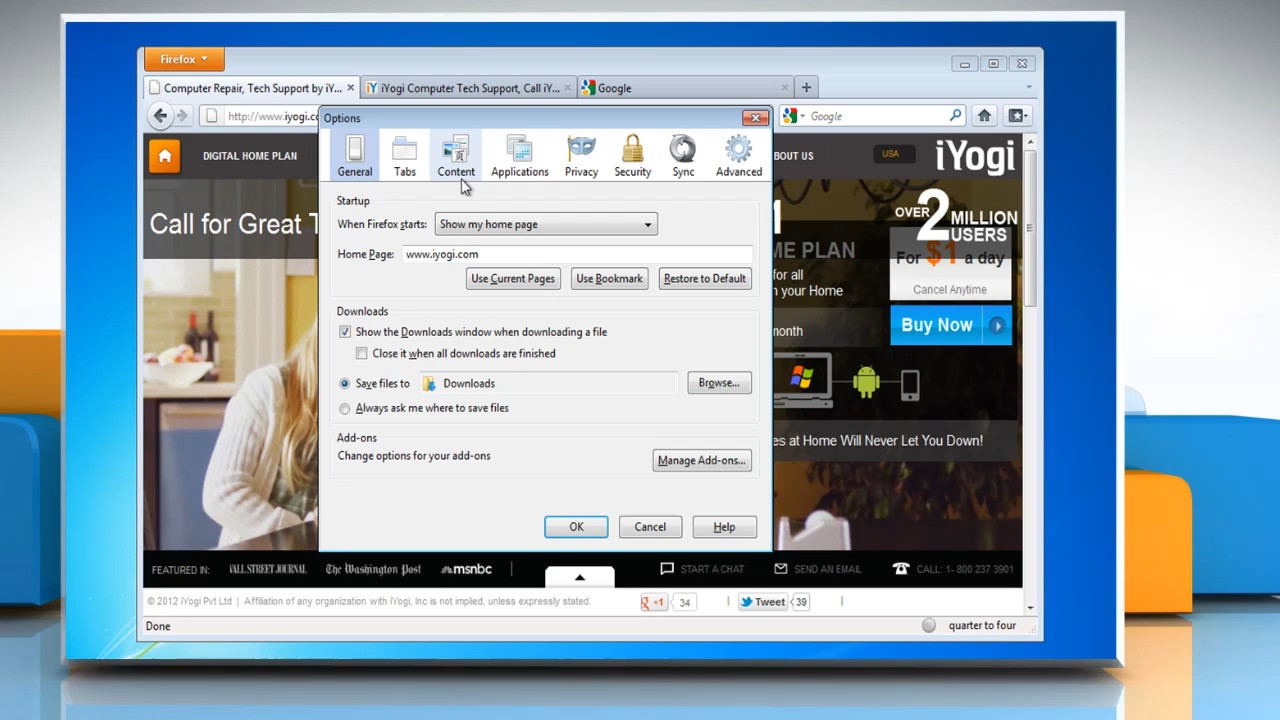 Firefox
Computer Repair, Tech Support by iY...
iYogi Computer Tech Support, Call iY...
Google
http://www.iyogi.co
Google
Options
General
Tabs
Content
Applications
Privacy
Security
Sync
Advanced
DIGITAL HOME PLAN
BOUT US
USA
iYogi
Call for Great T
1
OVER 2 MILLION USERS
ME PLAN
For $1 a day
for all
n your Home
Cancel Anytime
month
Buy Now
es at Home Will Never Let You Down!
Startup
When Firefox starts: Show my home page
Home Page: www.iyogi.com
Use Current Pages
Use Bookmark
Restore to Default
Downloads
Show the Downloads window when downloading a file
Close it when all downloads are finished
Save files to Downloads
Browse...
Always ask me where to save files
Add-ons
Change options for your add-ons
Manage Add-ons...
OK
Cancel
Help
FEATURED IN: WALL STREET JOURNAL The Washington Post msnbc
START A CHAT
SEND AN EMAIL
CALL: 1- 800 237 3901
© 2012 iYogi Pvt Ltd | Affiliation of any organization with iYogi, Inc is not implied, unless expressly stated.
g +1 34
Tweet 39
Done
quarter to four